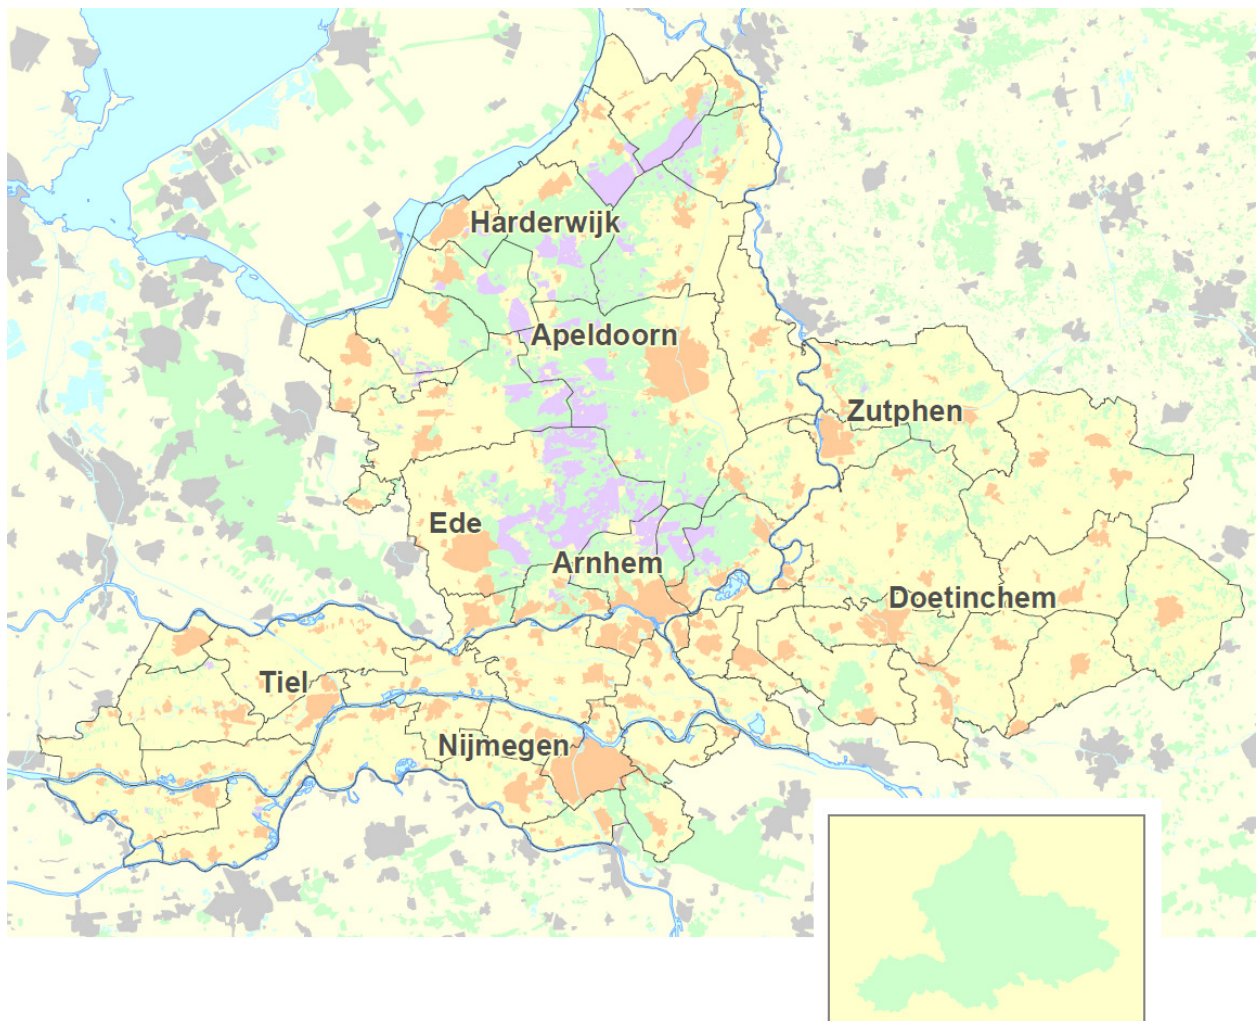 Harderwijk
Apeldoorn
Zutphen
Ede
Arnhem
Doetinchem
Tiel
Nijmegen